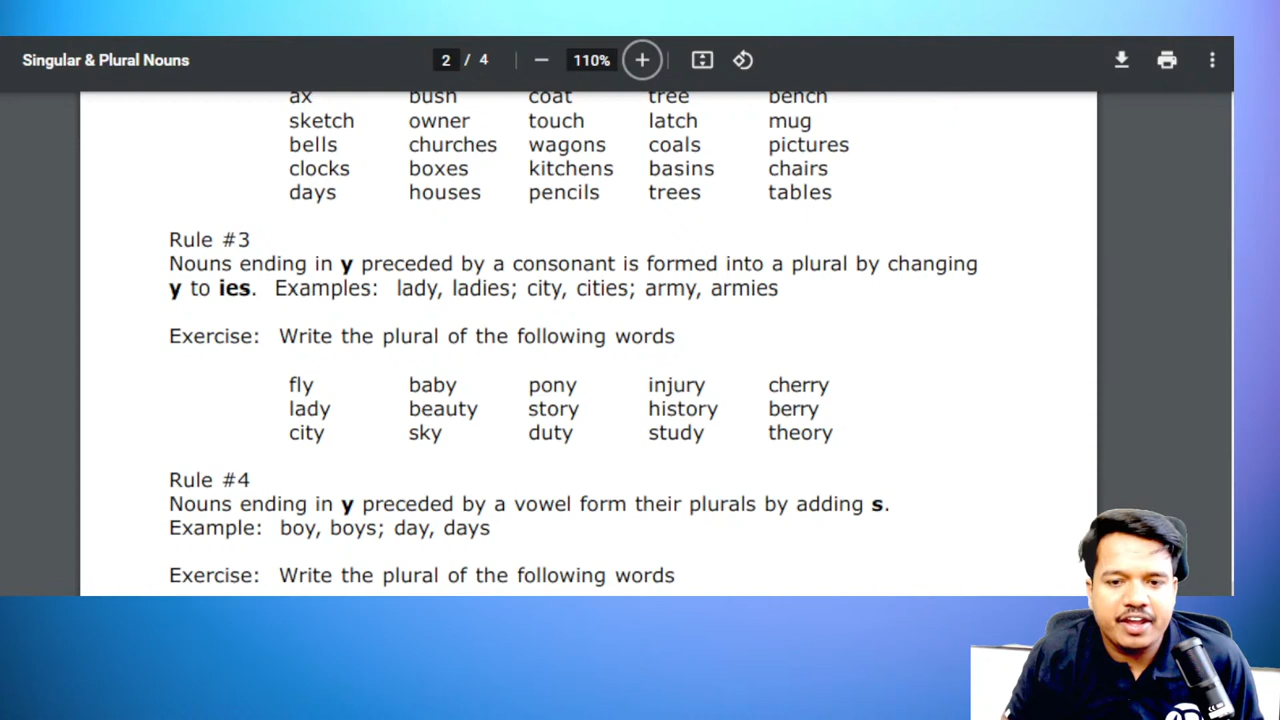 Singular & Plural Nouns 2 / 4 110%
ax bush coat tree bench
sketch owner touch latch mug
bells churches wagons coals pictures
clocks boxes kitchens basins chairs
days houses pencils trees tables
Rule #3
Nouns ending in y preceded by a consonant is formed into a plural by changing
y to ies. Examples: lady, ladies; city, cities; army, armies
Exercise: Write the plural of the following words
fly baby pony injury cherry
lady beauty story history berry
city sky duty study theory
Rule #4
Nouns ending in y preceded by a vowel form their plurals by adding s.
Example: boy, boys; day, days
Exercise: Write the plural of the following words